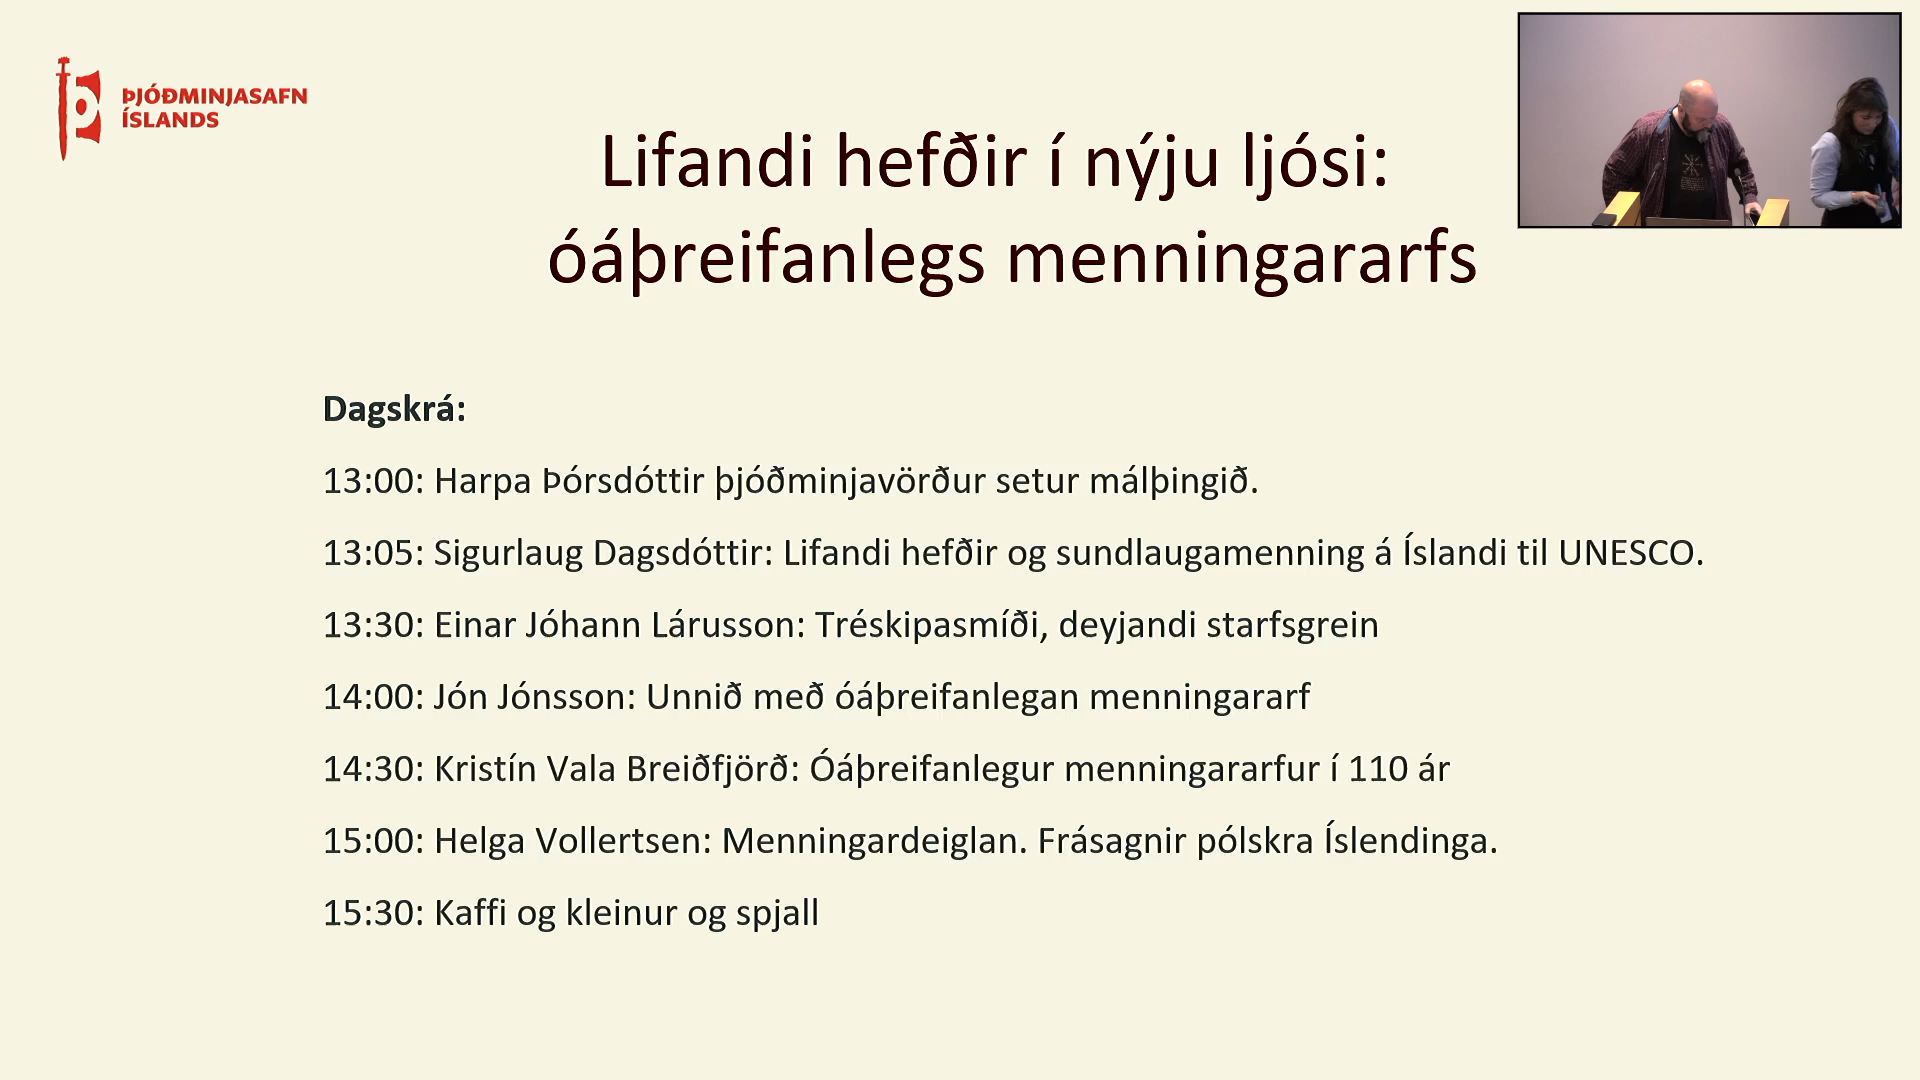 ÞJÓÐMINJASAFN
ÍSLANDS
Lifandi hefðir í nýju ljósi:
óáþreifanlegs menningararfs
Dagskrá:
13:00: Harpa Þórsdóttir þjóðminjavörður setur málþingið.
13:05: Sigurlaug Dagsdóttir: Lifandi hefðir og sundlaugamenning á Íslandi til UNESCO.
13:30: Einar Jóhann Lárusson: Tréskipasmíði, deyjandi starfsgrein
14:00: Jón Jónsson: Unnið með óáþreifanlegan menningararf
14:30: Kristín Vala Breiðfjörð: Óáþreifanlegur menningararfur í 110 ár
15:00: Helga Vollertsen: Menningardeiglan. Frásagnir pólskra Íslendinga.
15:30: Kaffi og kleinur og spjall